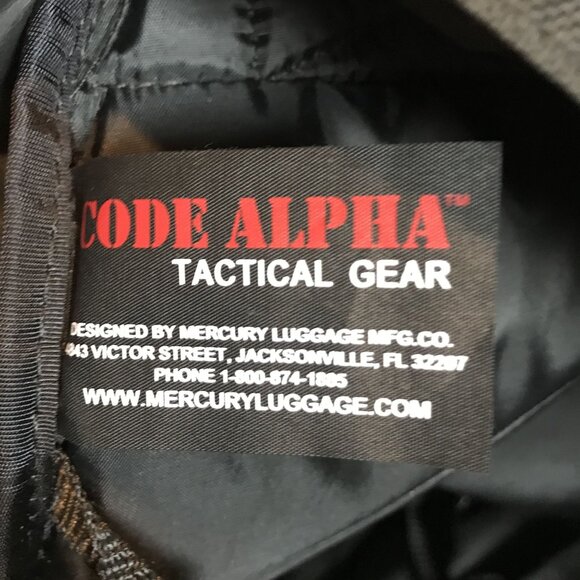 CODE ALPHA™
TACTICAL GEAR
DESIGNED BY MERCURY LUGGAGE MFG.CO.
4843 VICTOR STREET, JACKSONVILLE, FL 32207
PHONE 1-800-874-1885
WWW.MERCURYLUGGAGE.COM